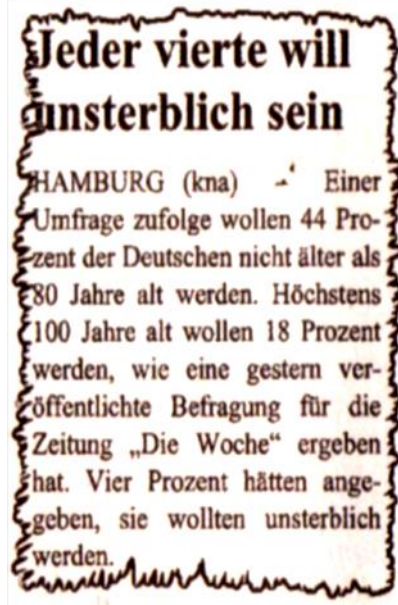 Jeder vierte will
unsterblich sein
HAMBURG (kna) - Einer
Umfrage zufolge wollen 44 Pro-
zent der Deutschen nicht älter als
80 Jahre alt werden. Höchstens
100 Jahre alt wollen 18 Prozent
werden, wie eine gestern ver-
öffentlichte Befragung für die
Zeitung „Die Woche“ ergeben
hat. Vier Prozent hätten ange-
geben, sie wollten unsterblich
werden.